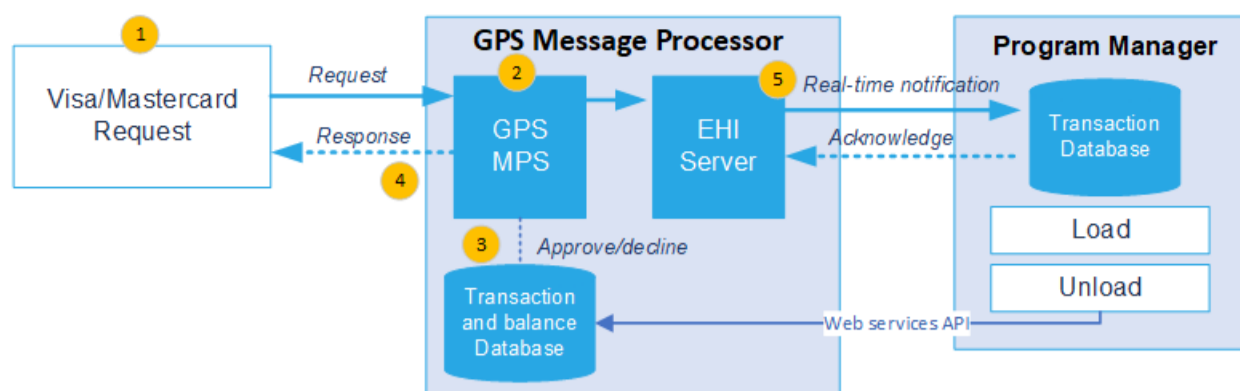 1
Visa/Mastercard
Request
Request
Response
4
GPS Message Processor
2
GPS
MPS
5
EHI
Server
3
Approve/decline
Transaction
and balance
Database
Real-time notification
Acknowledge
Program Manager
Transaction
Database
Load
Unload
Web services API